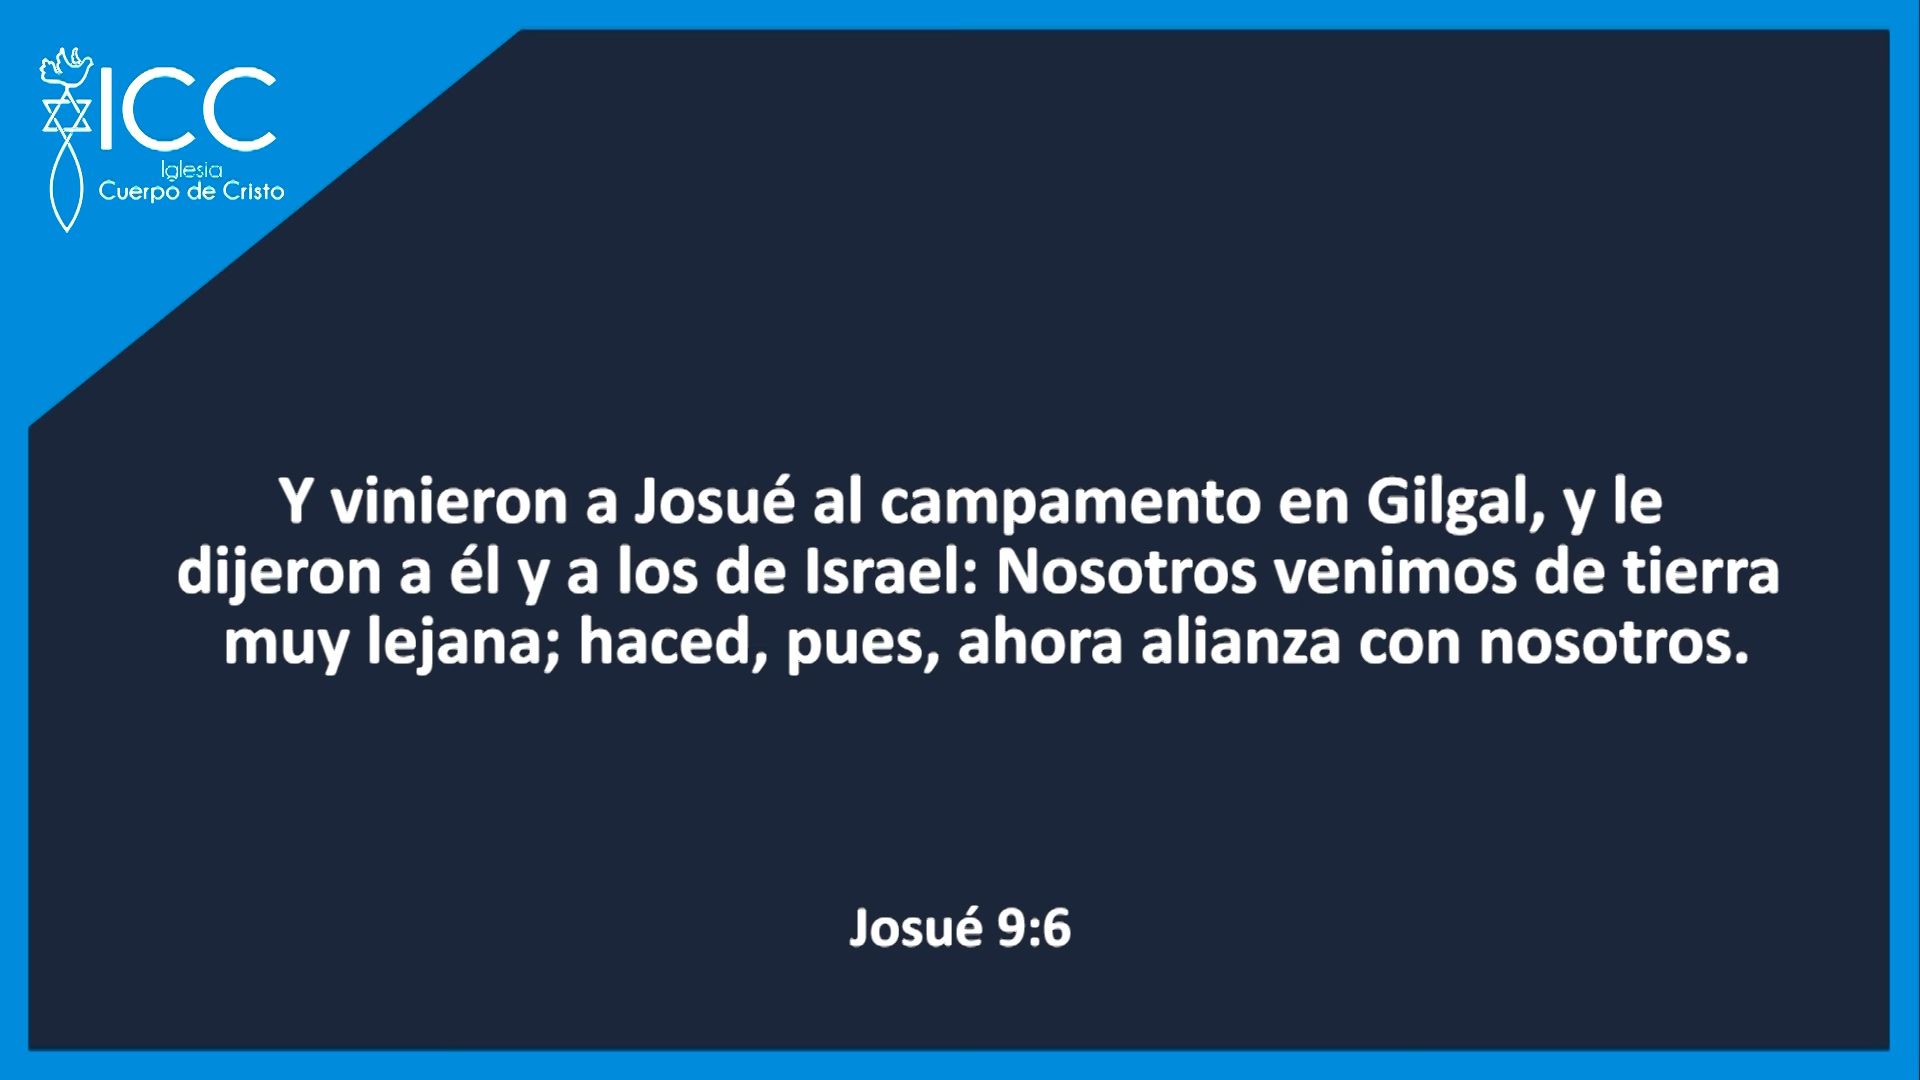 ICC
Iglesia
Cuerpo de Cristo
Y vinieron a Josué al campamento en Gilgal, y le
dijeron a él y a los de Israel: Nosotros venimos de tierra
muy lejana; haced, pues, ahora alianza con nosotros.
Josué 9:6